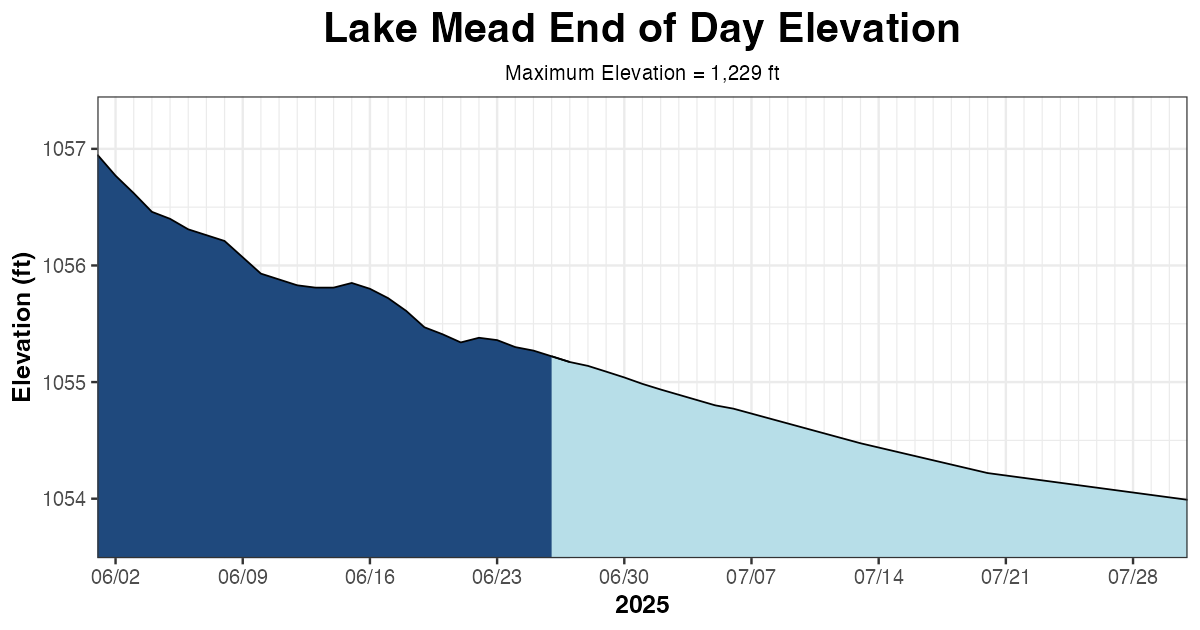 Lake Mead End of Day Elevation
Maximum Elevation = 1,229 ft
Elevation (ft)
1057
1056
1055
1054
06/02 06/09 06/16 06/23 06/30 07/07 07/14 07/21 07/28
2025